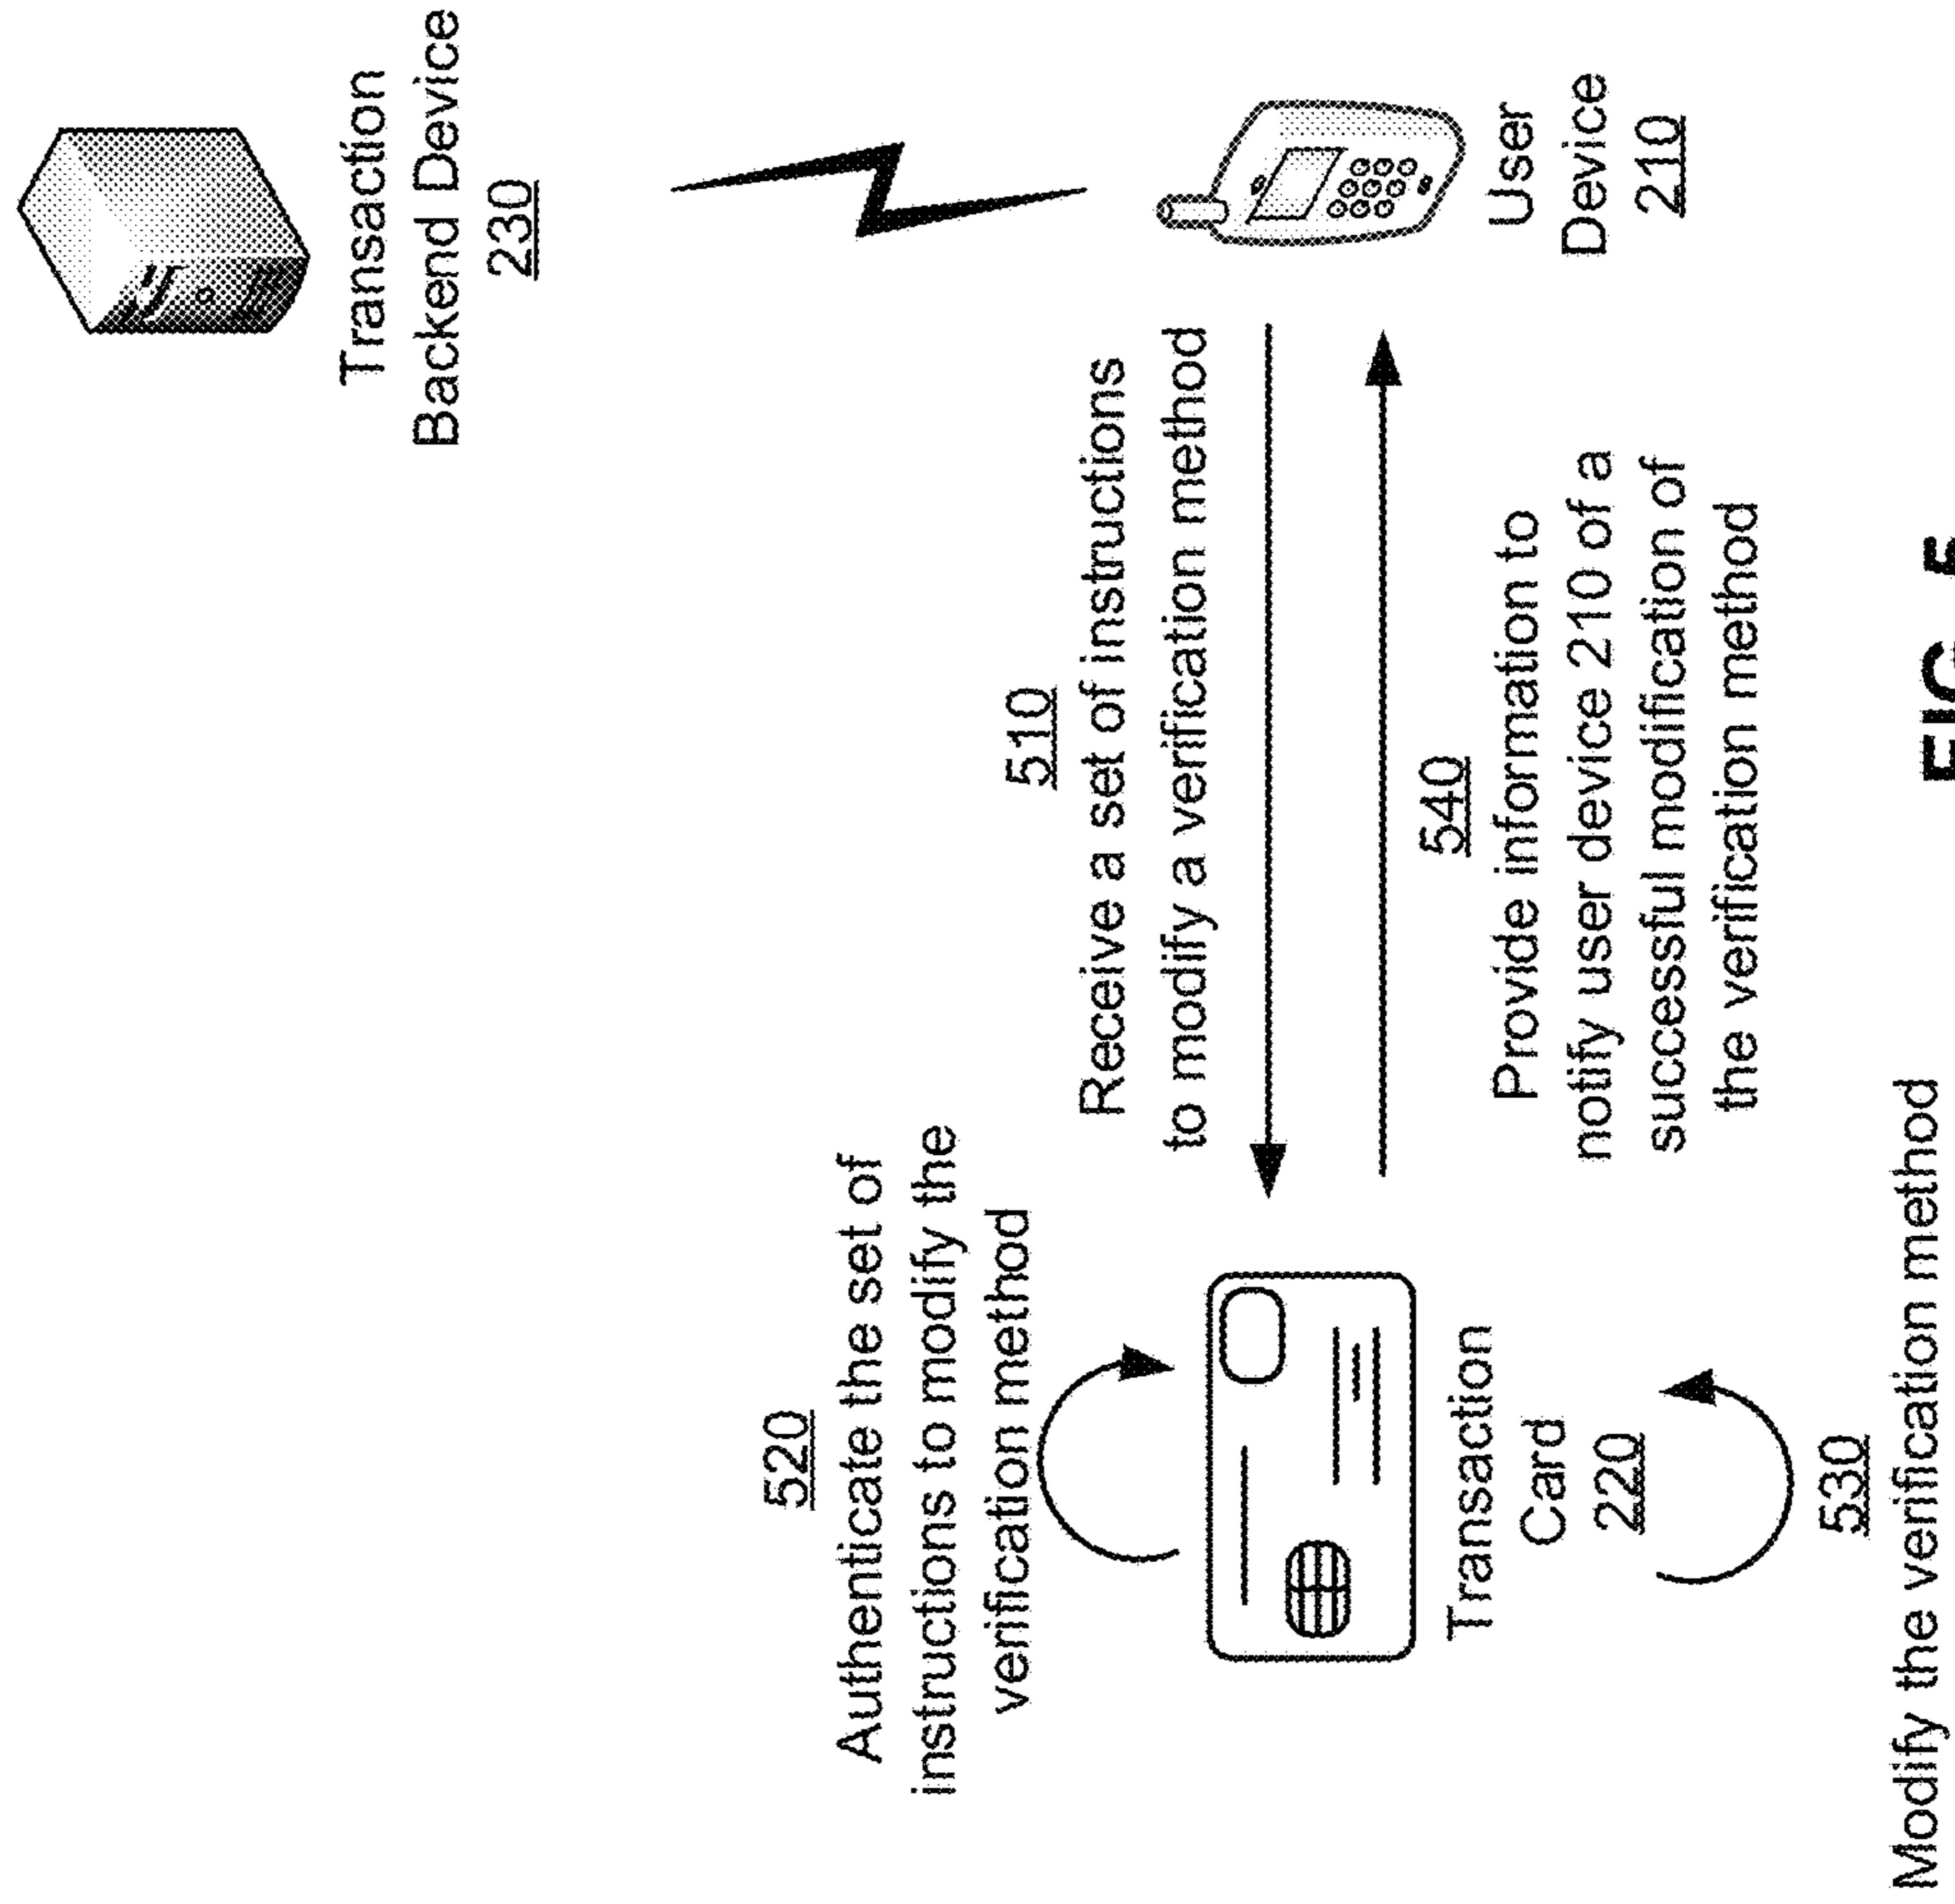 Transaction
Backend Device
230
520
Authenticate the set of
instructions to modify the
verification method
510
Receive a set of instructions
to modify a verification method
Transaction
Card
220
User
Device
210
540
Provide information to
notify user device 210 of a
successful modification of
the verification method
530
Modify the verification method
FIG. 5